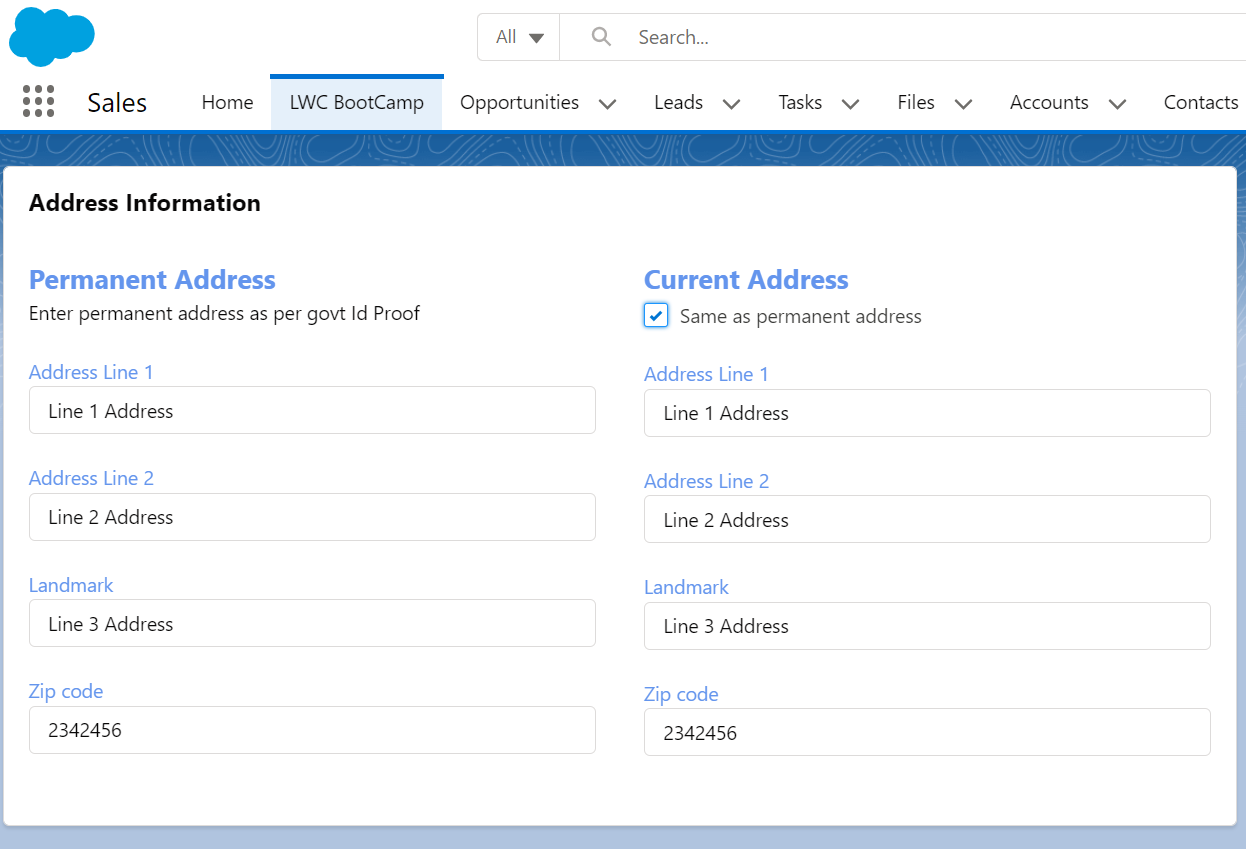 All Search...
Sales Home LWC BootCamp Opportunities Leads Tasks Files Accounts Contacts
Address Information
Permanent Address
Enter permanent address as per govt Id Proof
Address Line 1
Line 1 Address
Address Line 2
Line 2 Address
Landmark
Line 3 Address
Zip code
2342456
Current Address
Same as permanent address
Address Line 1
Line 1 Address
Address Line 2
Line 2 Address
Landmark
Line 3 Address
Zip code
2342456